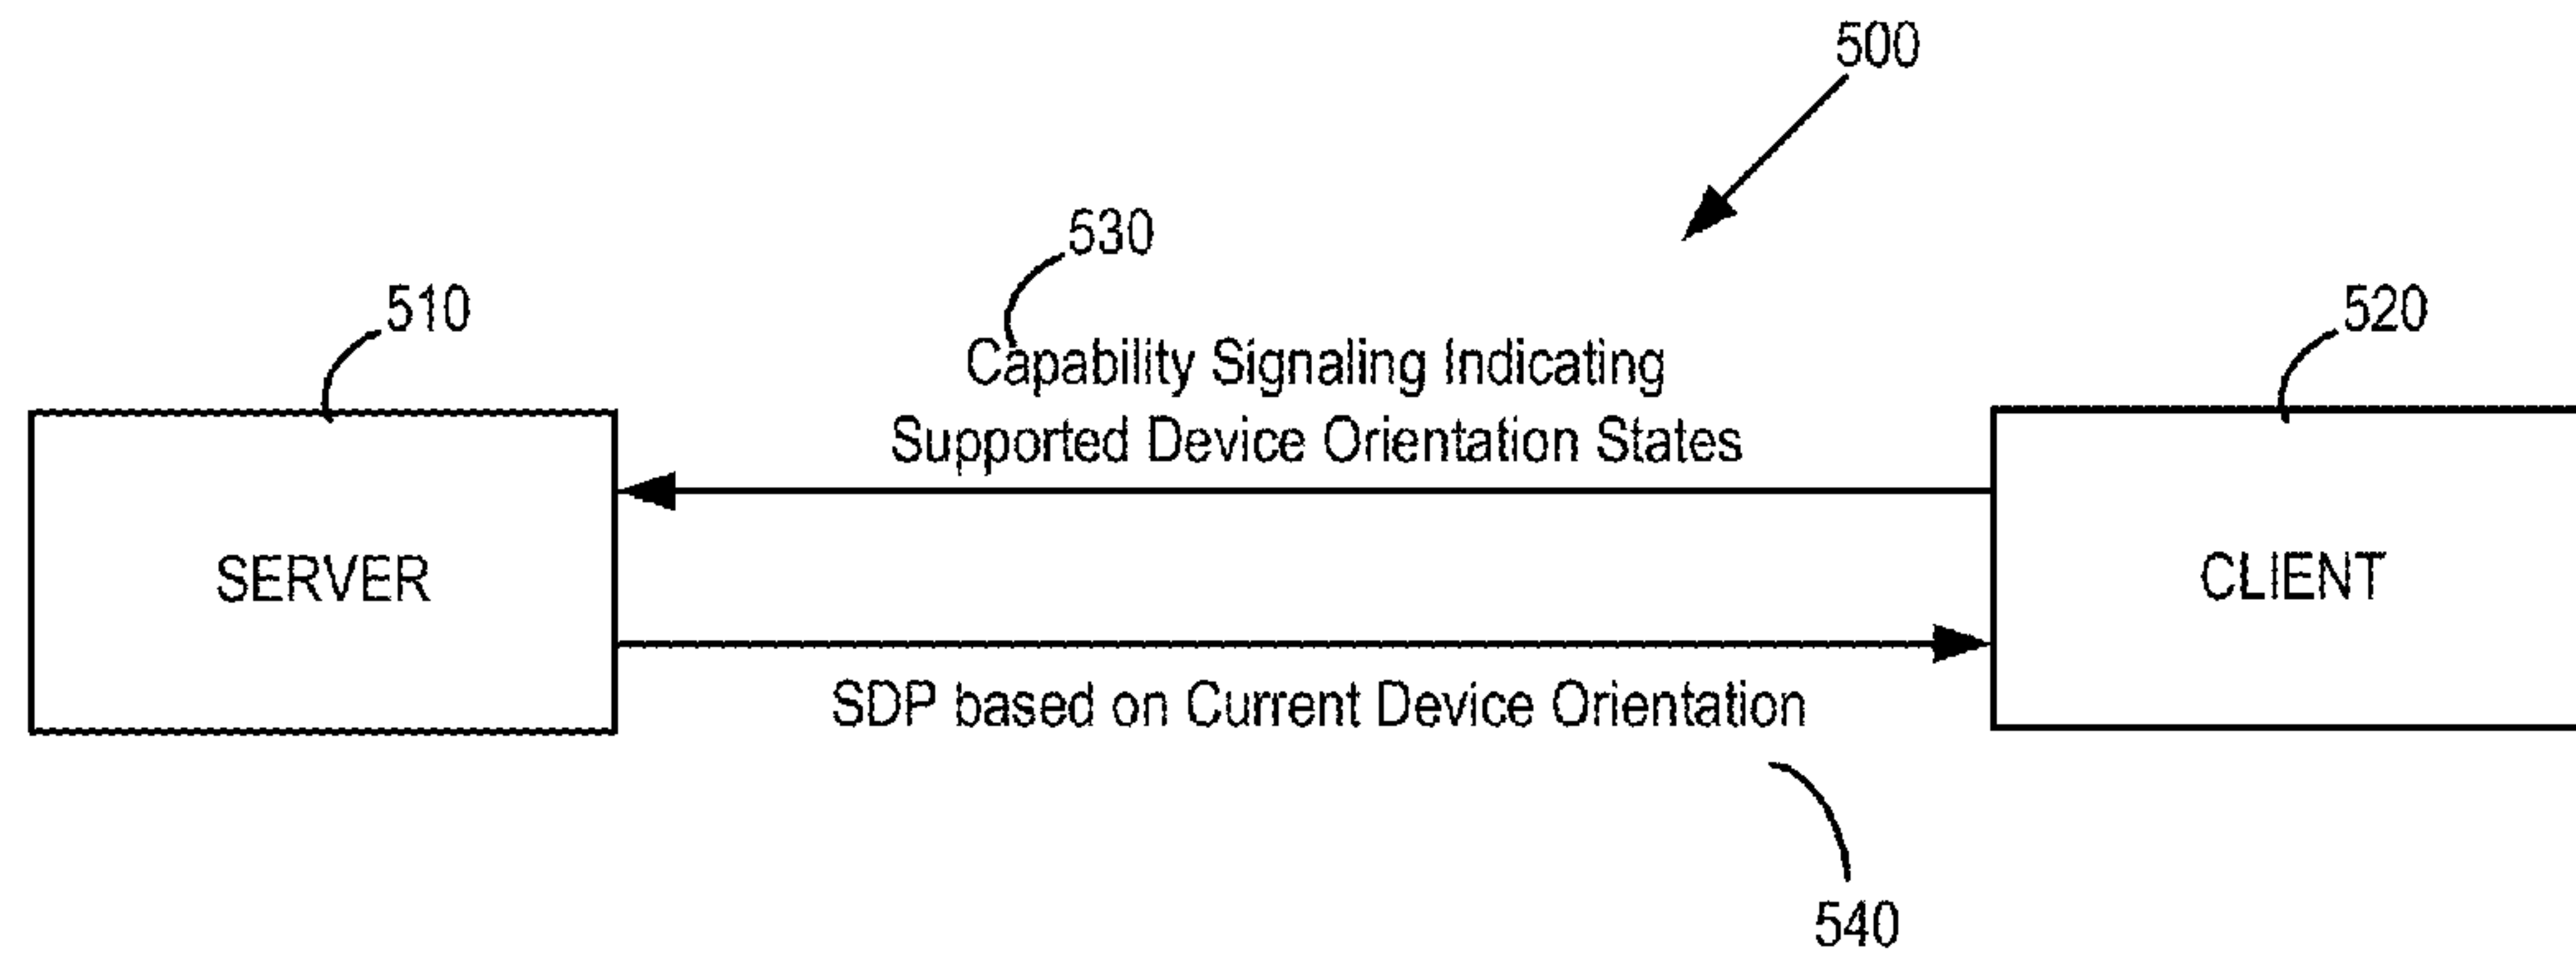 500
530
510
520
Capability Signaling Indicating
Supported Device Orientation States
SERVER
CLIENT
SDP based on Current Device Orientation
540